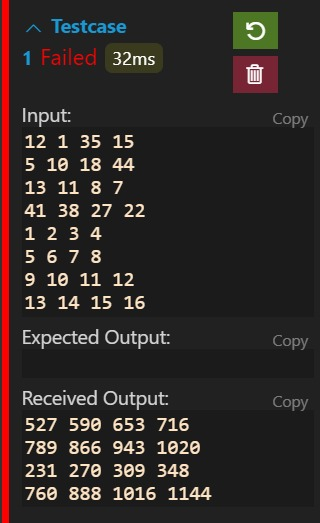 Testcase
1 Failed 32ms
Input:
Copy
12 1 35 15
5 10 18 44
13 11 8 7
41 38 27 22
1 2 3 4
5 6 7 8
9 10 11 12
13 14 15 16
Expected Output:
Copy
Received Output:
Copy
527 590 653 716
789 866 943 1020
231 270 309 348
760 888 1016 1144